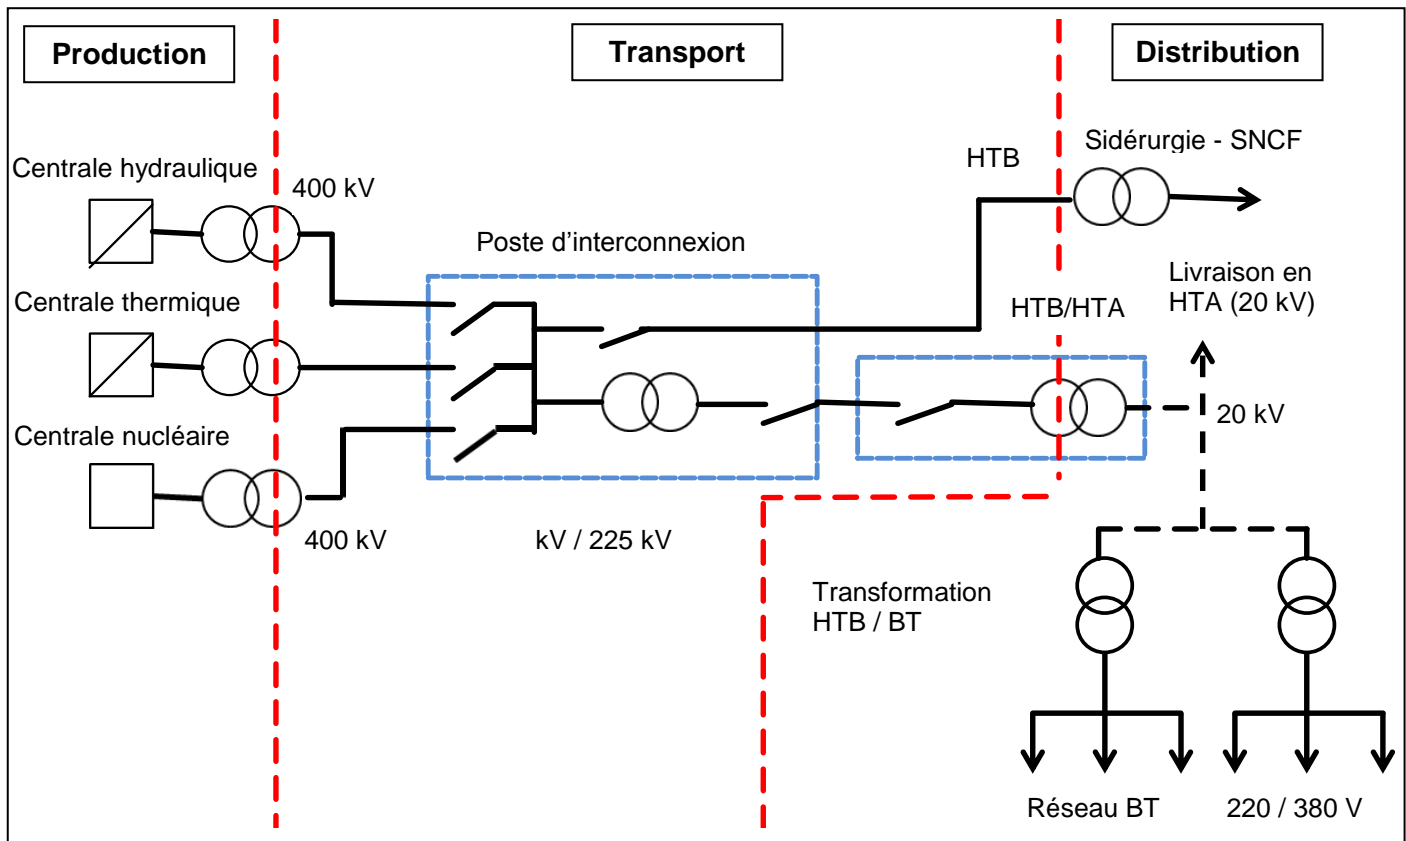 Production
Transport
Distribution
Centrale hydraulique
400 kV
HTB
Sidérurgie - SNCF
Poste d'interconnexion
Livraison en
HTA (20 kV)
Centrale thermique
HTB/HTA
20 kV
Centrale nucléaire
400 kV
kV / 225 kV
Transformation
HTB / BT
Réseau BT
220 / 380 V